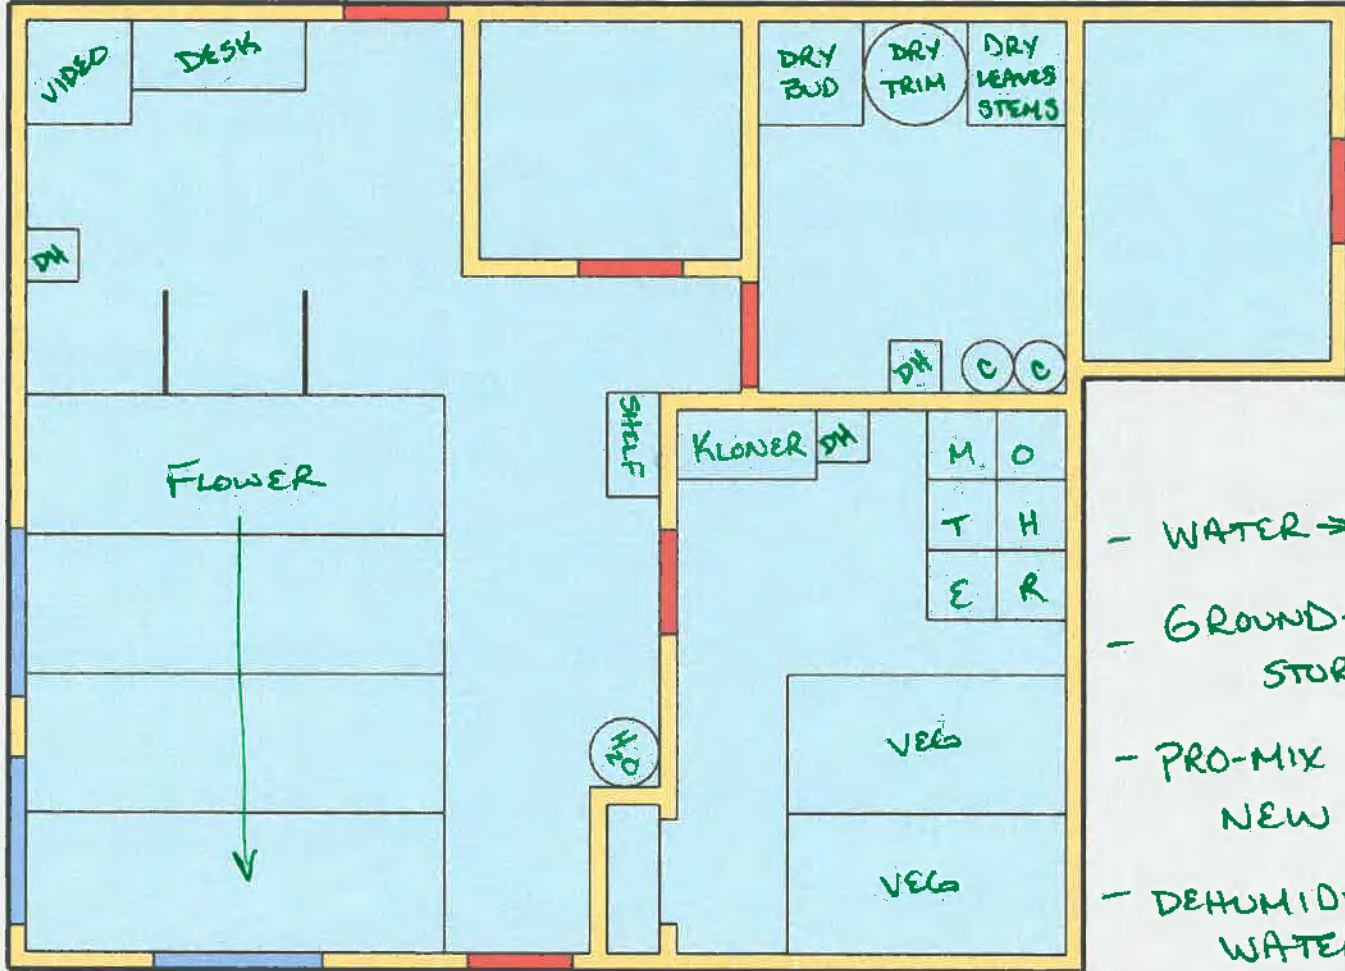 VIDEO
DESK
DRY
BUD
DRY
TRIM
DRY
LEAVES
STEMS
DH
DH
C
C
SHELF
KLONER
DH
M O
T H
E R
FLOWER
H2O
VEG
VEG
- WATER →
- GROUND-
STOR
- PRO-MIX
NEW
- DEHUMID
WATE